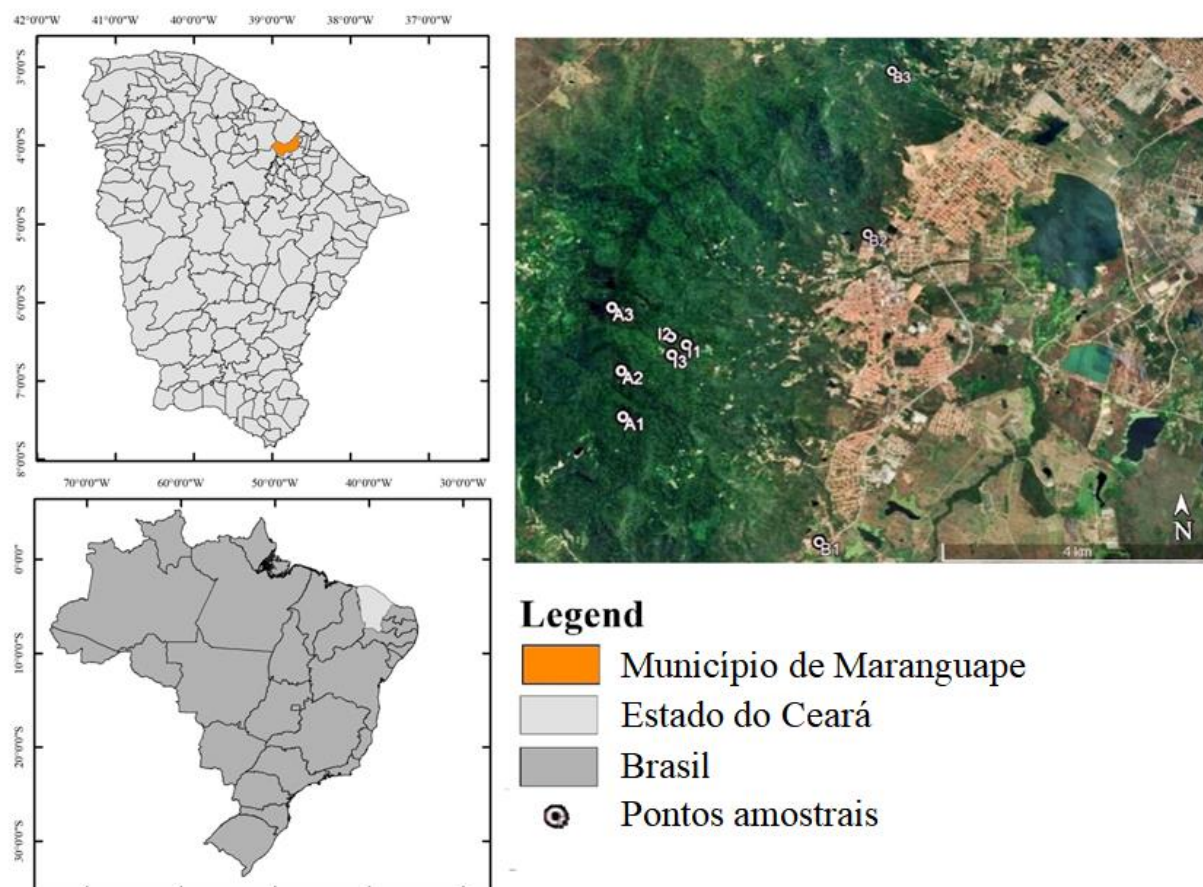 42°0'0"W 41°0'0"W 40°0'0"W 39°0'0"W 38°0'0"W 37°0'0"W
3°0'0"S
4°0'0"S
5°0'0"S
6°0'0"S
7°0'0"S
8°0'0"S
70°0'0"W 60°0'0"W 50°0'0"W 40°0'0"W 30°0'0"W
0°0'0"
10°0'0"S
20°0'0"S
30°0'0"S
B3
B2
A3
I2
I1
I3
A2
A1
B1
N
4 km
Legend
Município de Maranguape
Estado do Ceará
Brasil
Pontos amostrais